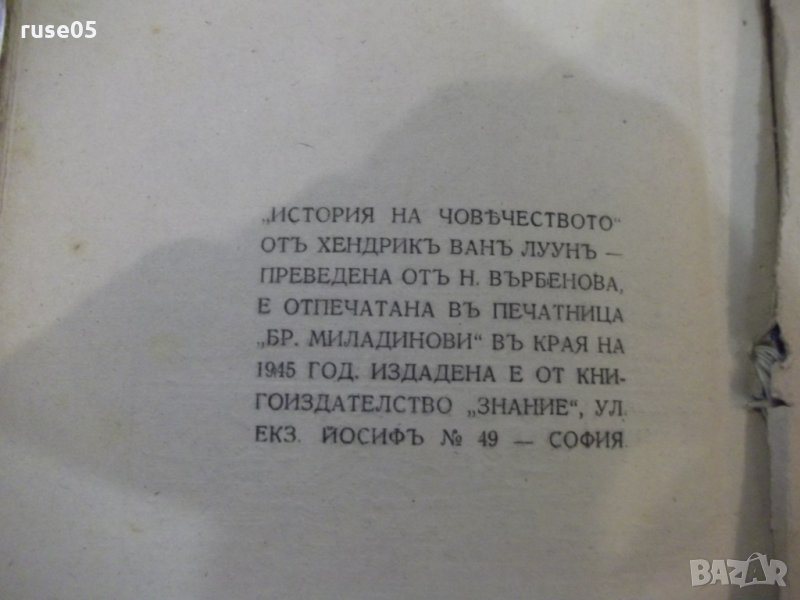 ruse05
„ИСТОРИЯ НА ЧОВѢЧЕСТВОТО“
ОТЪ ХЕНДРИКЪ ВАНЪ ЛУУНЪ —
ПРЕВЕДЕНА ОТЪ Н. ВЪРБЕНОВА,
Е ОТПЕЧАТАНА ВЪ ПЕЧАТНИЦА
„БР. МИЛАДИНОВИ“ ВЪ КРАЯ НА
1945 ГОД. ИЗДАДЕНА Е ОТ КНИ-
ГОИЗДАТЕЛСТВО „ЗНАНИЕ“, УЛ.
ЕКЗ. ЙОСИФЪ № 49 — СОФИЯ
BAZAR